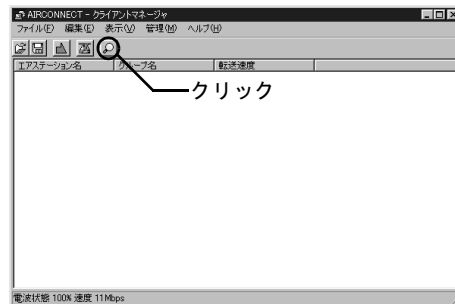 AIRCONNECT - クライアントマネージャ
ファイル(F) 編集(E) 表示(V) 管理(M) ヘルプ(H)
エアステーション名 グループ名 転送速度
クリック
電波状態 100% 速度 11Mbps